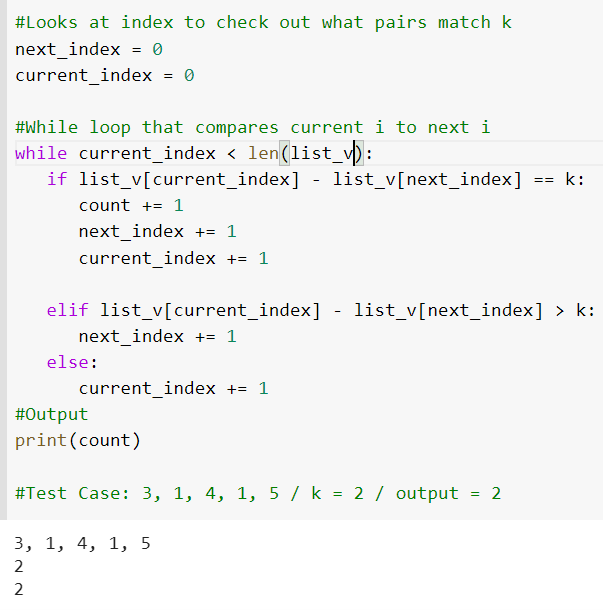 #Looks at index to check out what pairs match k
next_index = 0
current_index = 0
#While loop that compares current i to next i
while current_index < len(list_v):
if list_v[current_index] - list_v[next_index] == k:
count += 1
next_index += 1
current_index += 1
elif list_v[current_index] - list_v[next_index] > k:
next_index += 1
else:
current_index += 1
#Output
print(count)
#Test Case: 3, 1, 4, 1, 5 / k = 2 / output = 2
3, 1, 4, 1, 5
2
2